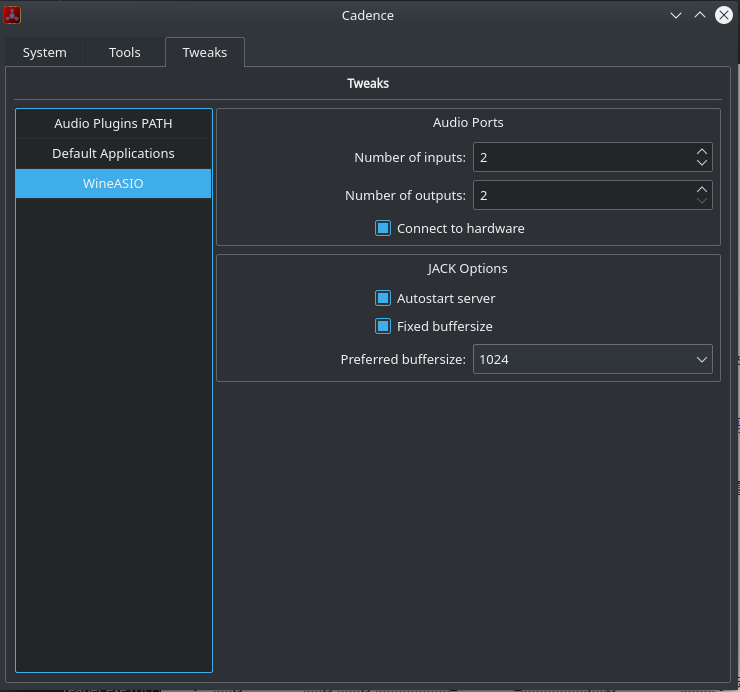 Cadence
System Tools Tweaks
Tweaks
Audio Plugins PATH
Default Applications
WineASIO
Audio Ports
Number of inputs: 2
Number of outputs: 2
Connect to hardware
JACK Options
Autostart server
Fixed buffersize
Preferred buffersize: 1024